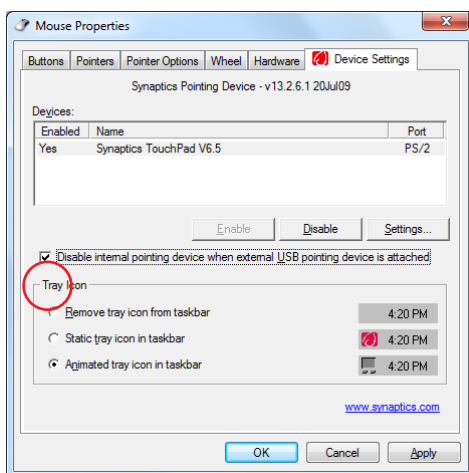 Mouse Properties
Buttons Pointers Pointer Options Wheel Hardware Device Settings
Synaptics Pointing Device - v13.2.6.1 20Jul09
Devices:
Enabled Name Port
Yes Synaptics TouchPad V6.5 PS/2
Enable Disable Settings...
Disable internal pointing device when external USB pointing device is attached
Tray Icon
Remove tray icon from taskbar 4:20 PM
Static tray icon in taskbar 4:20 PM
Animated tray icon in taskbar 4:20 PM
www.synaptics.com
OK Cancel Apply